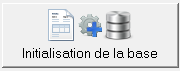 Initialisation de la base